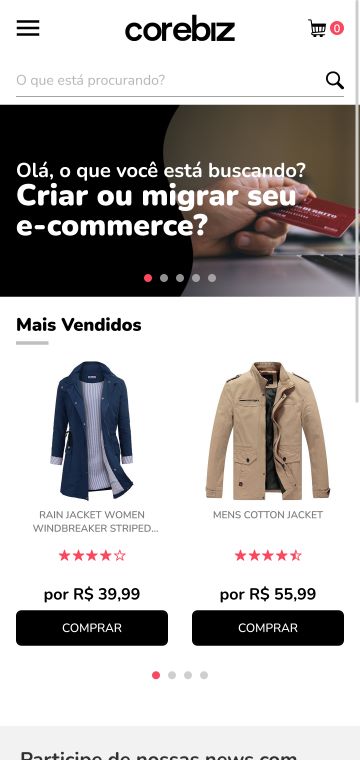 corebiz
0
O que está procurando?
Olá, o que você está buscando?
Criar ou migrar seu
e-commerce?
Mais Vendidos
RAIN JACKET WOMEN
WINDBREAKER STRIPED...
MENS COTTON JACKET
por R$ 39,99
por R$ 55,99
COMPRAR
COMPRAR
Participe de nossas news com